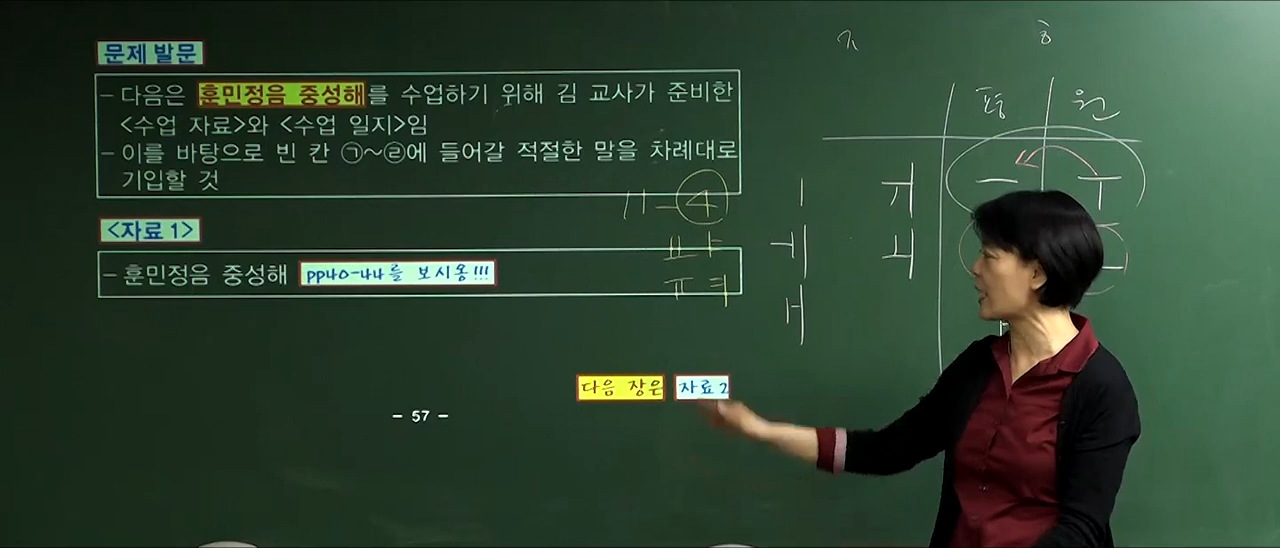 문제 발문
- 다음은 훈민정음 중성해를 수업하기 위해 김 교사가 준비한
<수업 자료>와 <수업 일지>임
- 이를 바탕으로 빈 칸 ㉠~㉣에 들어갈 적절한 말을 차례대로
기입할 것
<자료 1>
- 훈민정음 중성해 pp40-44를 보시옹!!!
다음 장은 자료 2
- 57 -
ㅎ
평 원
11-4
ㅣ ㅓ ㅐ
ㅟ ㅚ
ㅡ ㅜ
ㅛ ㅑ
ㅠ ㅕ